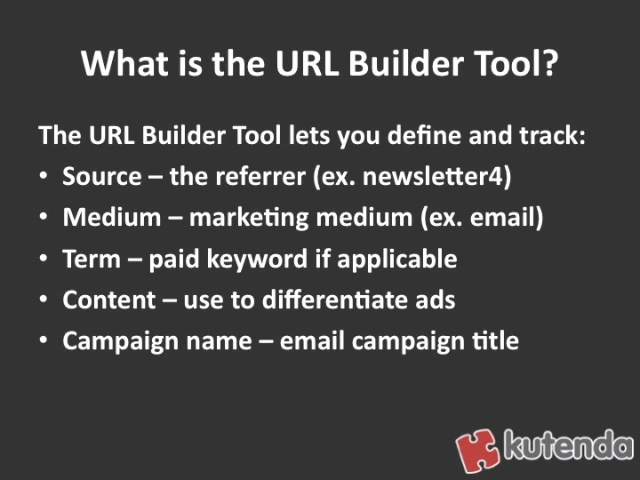 What is the URL Builder Tool?
The URL Builder Tool lets you define and track:
• Source – the referrer (ex. newsletter4)
• Medium – marketing medium (ex. email)
• Term – paid keyword if applicable
• Content – use to differentiate ads
• Campaign name – email campaign title
kutenda